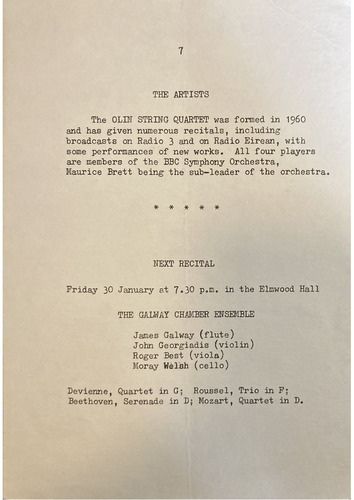 7
THE ARTISTS
The OLIN STRING QUARTET was formed in 1960
and has given numerous recitals, including
broadcasts on Radio 3 and on Radio Eirean, with
some performances of new works. All four players
are members of the BBC Symphony Orchestra,
Maurice Brett being the sub-leader of the orchestra.
* * * * *
NEXT RECITAL
Friday 30 January at 7.30 p.m. in the Elmwood Hall
THE GALWAY CHAMBER ENSEMBLE
James Galway (flute)
John Georgiadis (violin)
Roger Best (viola)
Moray Welsh (cello)
Devienne, Quartet in G; Roussel, Trio in F;
Beethoven, Serenade in D; Mozart, Quartet in D.